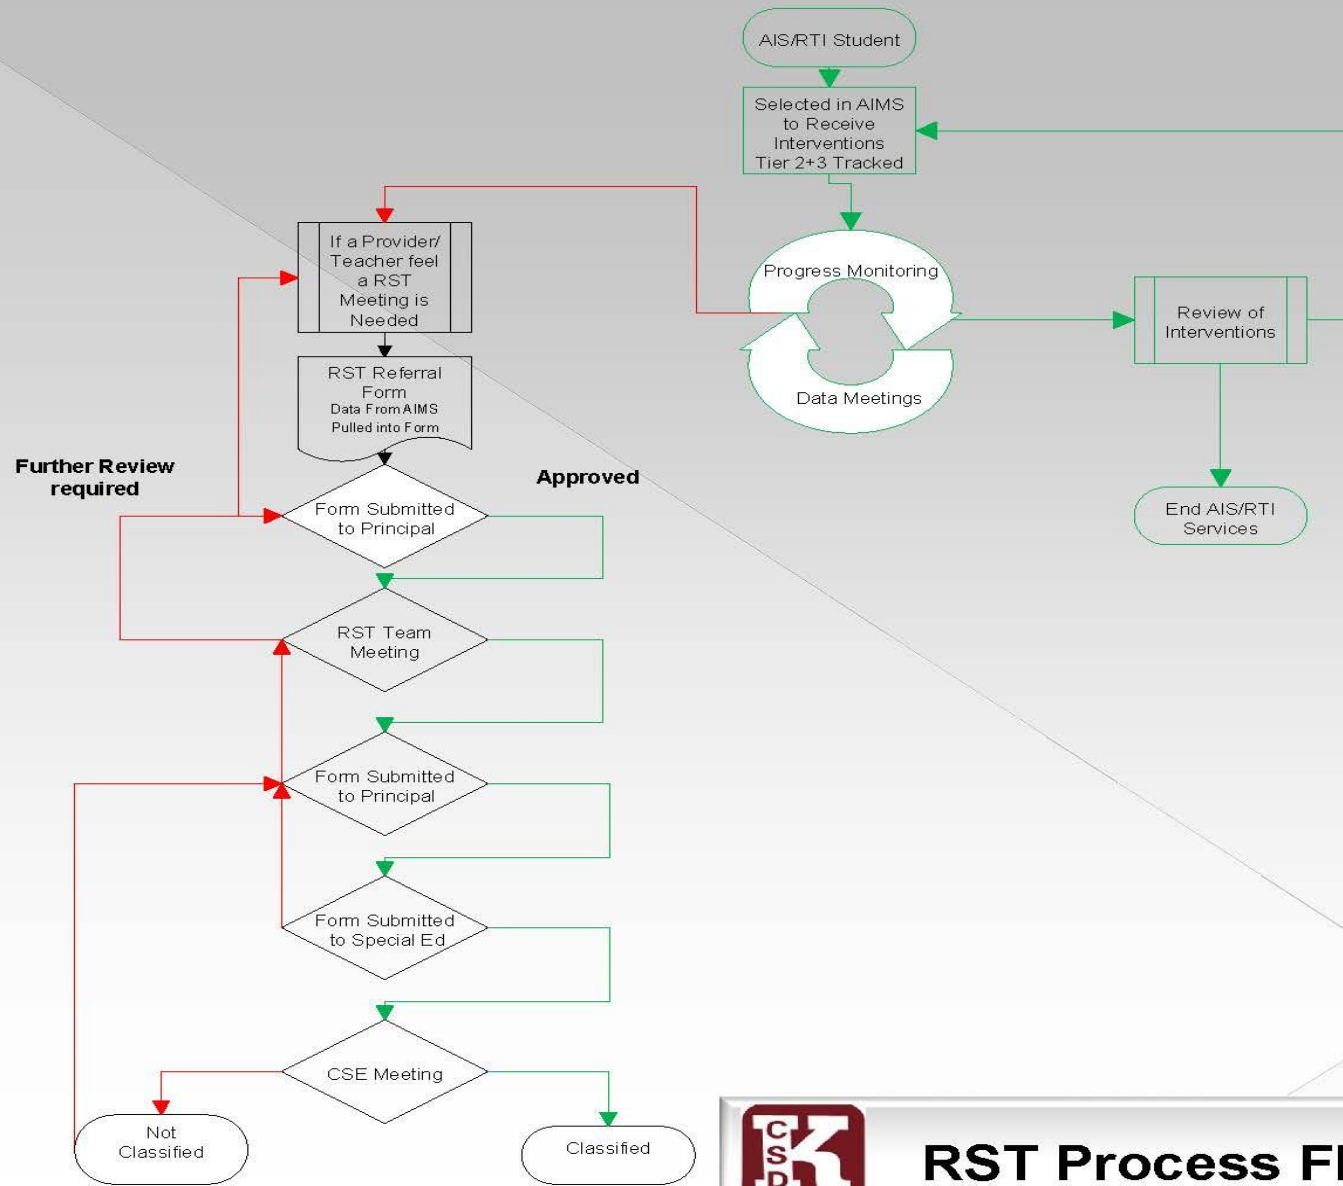 AIS/RTI Student
Selected in AIMS
to Receive
Interventions
Tier 2+3 Tracked
If a Provider/
Teacher feel
a RST
Meeting is
Needed
Progress Monitoring
Data Meetings
Review of
Interventions
End AIS/RTI
Services
RST Referral
Form
Data From AIMS
Pulled into Form
Further Review
required
Approved
Form Submitted
to Principal
RST Team
Meeting
Form Submitted
to Principal
Form Submitted
to Special Ed
CSE Meeting
Not
Classified
Classified
CSD
K
RST Process